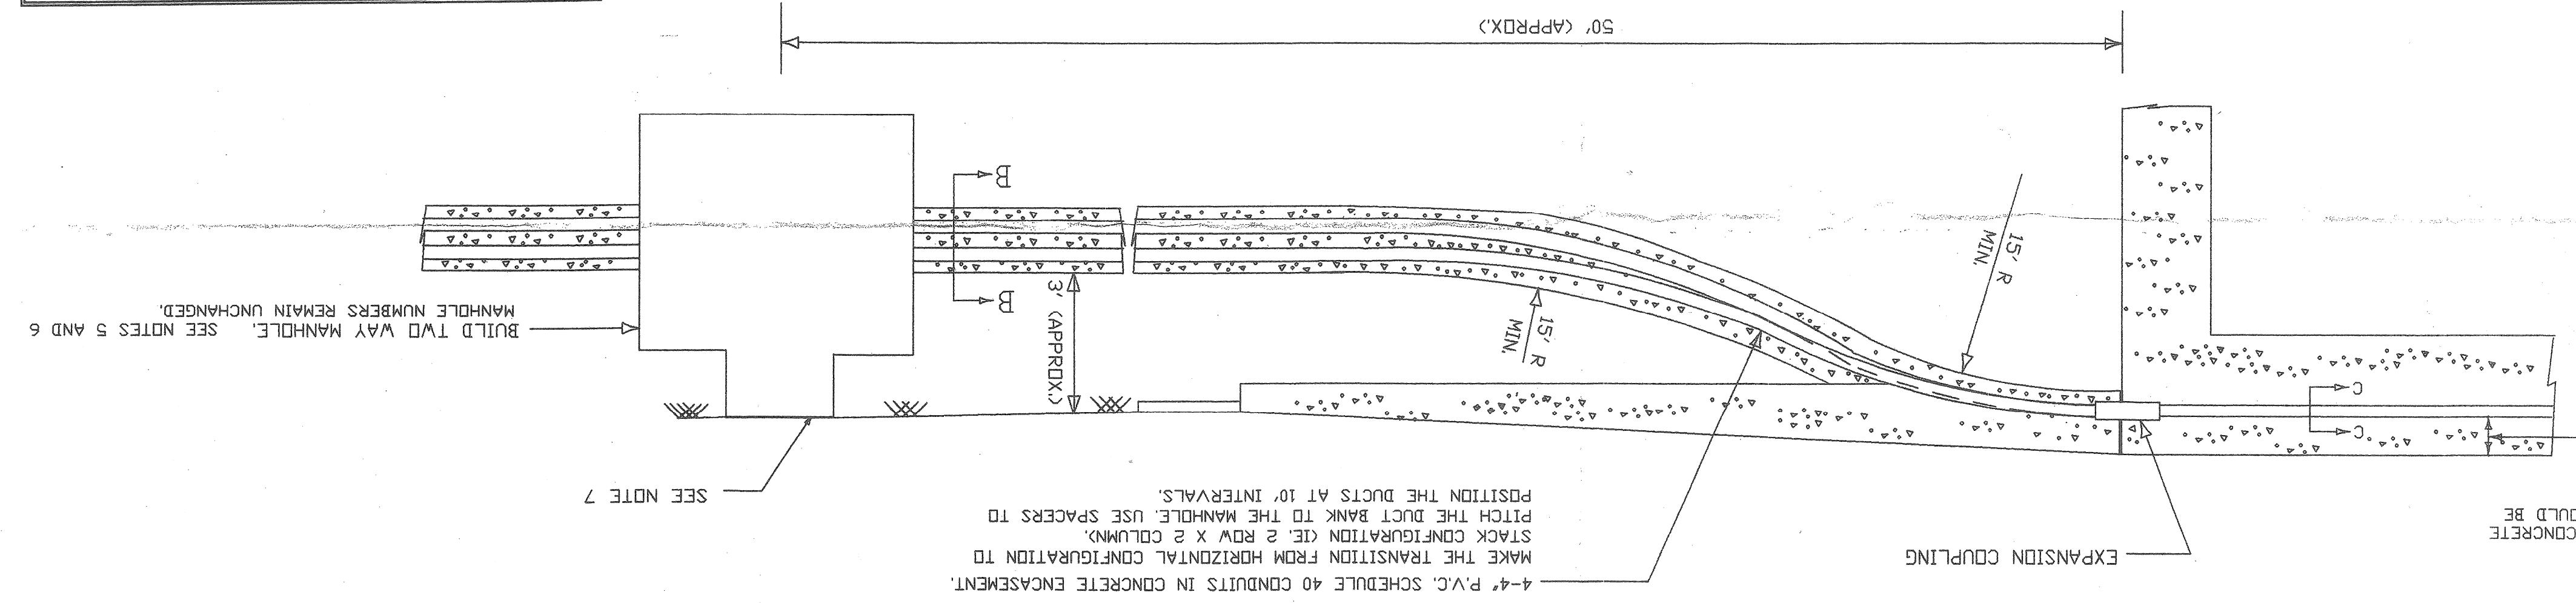 CONCRETE
OULD BE
EXPANSION COUPLING
4-4" P.V.C. SCHEDULE 40 CONDUITS IN CONCRETE ENCASEMENT.
MAKE THE TRANSITION FROM HORIZONTAL CONFIGURATION TO
STACK CONFIGURATION (IE. 2 ROW X 2 COLUMN).
PITCH THE DUCT BANK TO THE MANHOLE. USE SPACERS TO
POSITION THE DUCTS AT 10' INTERVALS.
SEE NOTE 7
C
C
15' R
MIN.
15' R
MIN.
3' (APPROX.)
B
B
BUILD TWO WAY MANHOLE. SEE NOTES 5 AND 6
MANHOLE NUMBERS REMAIN UNCHANGED.
50' (APPROX.)